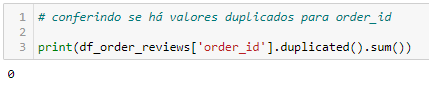 1 # conferindo se há valores duplicados para order_id
2
3 print(df_order_reviews['order_id'].duplicated().sum())
0